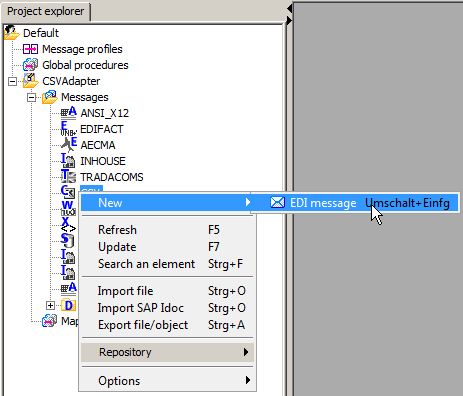 Project explorer
Default
Message profiles
Global procedures
CSVAdapter
Messages
ANSI_X12
EDIFACT
AECMA
INHOUSE
TRADACOMS
CSV
New
EDI message Umschalt+Einfg
Refresh F5
Update F7
Search an element Strg+F
Import file Strg+O
Import SAP Idoc Strg+O
Export file/object Strg+A
Map
Repository
Options